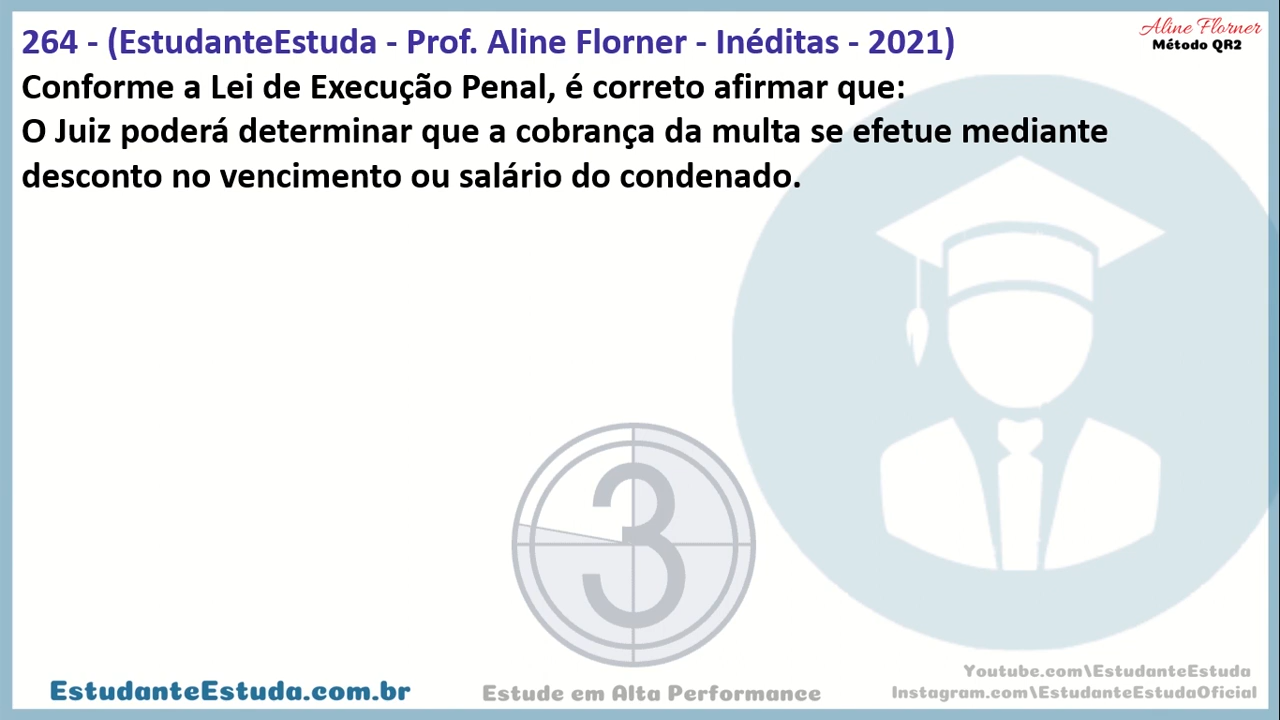 264 - (EstudanteEstuda - Prof. Aline Florner - Inéditas - 2021)
Aline Florner
Método QR2
Conforme a Lei de Execução Penal, é correto afirmar que:
O Juiz poderá determinar que a cobrança da multa se efetue mediante
desconto no vencimento ou salário do condenado.
3
EstudanteEstuda.com.br
Estude em Alta Performance
Youtube.com\EstudanteEstuda
Instagram.com\EstudanteEstudaOficial